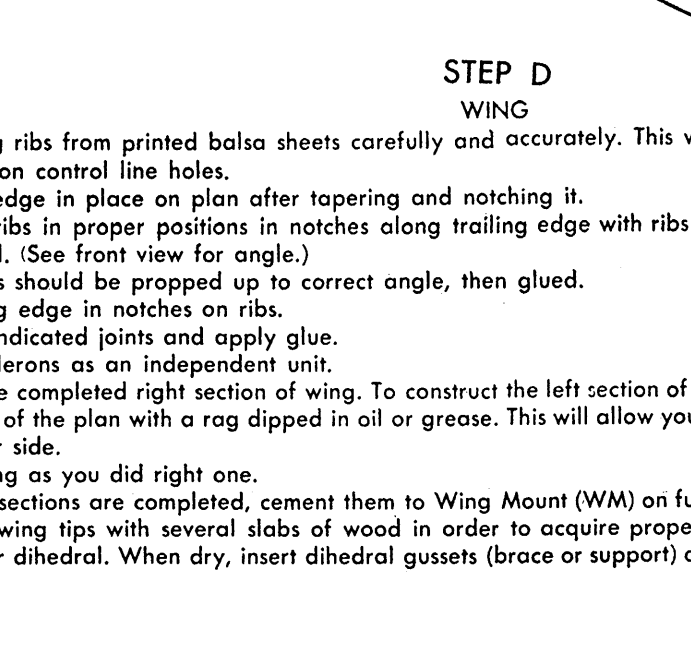 STEP D
WING
g ribs from printed balsa sheets carefully and accurately. This w
on control line holes.
edge in place on plan after tapering and notching it.
ribs in proper positions in notches along trailing edge with ribs
l. (See front view for angle.)
s should be propped up to correct angle, then glued.
g edge in notches on ribs.
ndicated joints and apply glue.
lerons as an independent unit.
e completed right section of wing. To construct the left section of
of the plan with a rag dipped in oil or grease. This will allow you
r side.
ng as you did right one.
sections are completed, cement them to Wing Mount (WM) on fu
wing tips with several slabs of wood in order to acquire prope
r dihedral. When dry, insert dihedral gussets (brace or support)